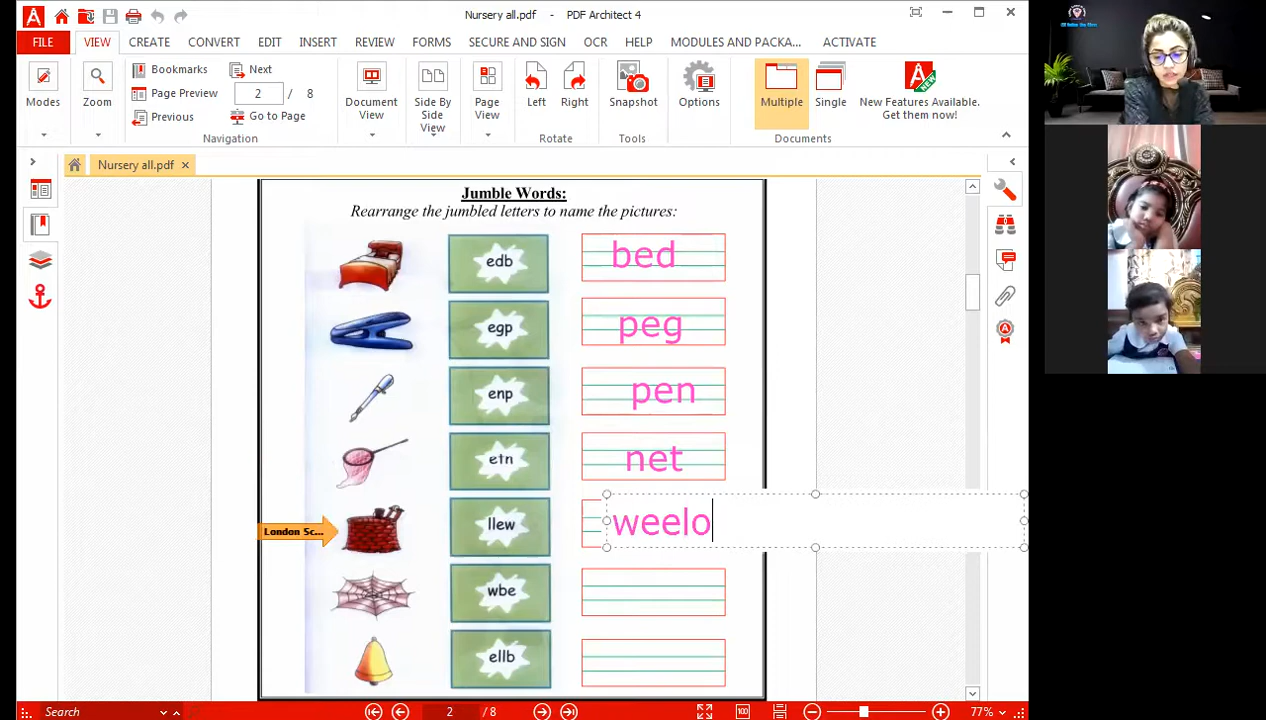 Nursery all.pdf - PDF Architect 4
FILE VIEW CREATE CONVERT EDIT INSERT REVIEW FORMS SECURE AND SIGN OCR HELP MODULES AND PACKA... ACTIVATE
Modes
Zoom
Bookmarks
Page Preview
Previous
Next
2 / 8
Go to Page
Navigation
Document View
Side By Side View
Page View
Left
Right
Rotate
Snapshot
Tools
Options
Multiple
Single
Documents
New Features Available.
Get them now!
Nursery all.pdf
Jumble Words:
Rearrange the jumbled letters to name the pictures:
edb bed
egp peg
enp pen
etn net
London Sc... llew weelo
wbe
ellb
Search
2 / 8
100
77%